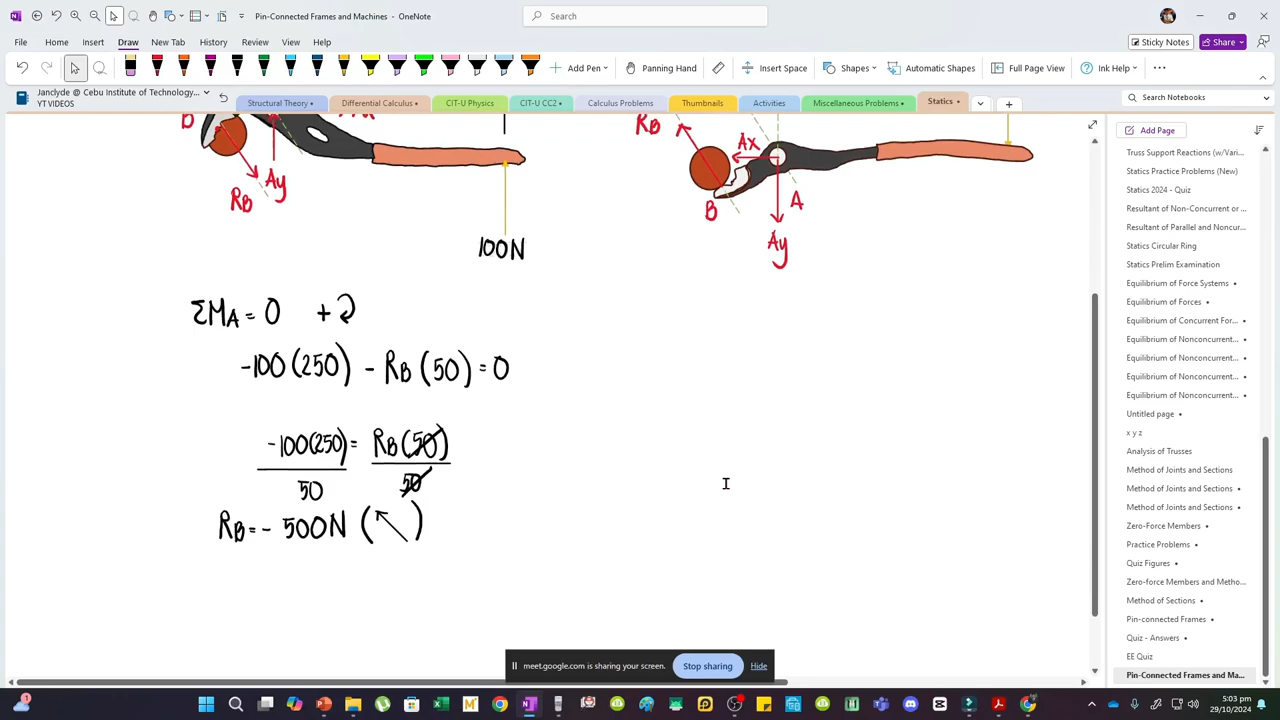 Pin-Connected Frames and Machines - OneNote
Search
File Home Insert Draw New Tab History Review View Help
Sticky Notes Share
Add Pen Panning Hand Insert Space Shapes Automatic Shapes Full Page View Ink Help
Janclyde @ Cebu Institute of Technology...
YT VIDEOS
Structural Theory Differential Calculus CIT-U Physics CIT-U CC2 Calculus Problems Thumbnails Activities Miscellaneous Problems Statics
Search Notebooks
Add Page
Truss Support Reactions (w/Vari...
Statics Practice Problems (New)
Statics 2024 - Quiz
Resultant of Non-Concurrent or ...
Resultant of Parallel and Noncur...
Statics Circular Ring
Statics Prelim Examination
Equilibrium of Force Systems
Equilibrium of Forces
Equilibrium of Concurrent For...
Equilibrium of Nonconcurrent
Equilibrium of Nonconcurrent
Equilibrium of Nonconcurrent
Equilibrium of Nonconcurrent
Untitled page
x y z
Analysis of Trusses
Method of Joints and Sections
Method of Joints and Sections
Method of Joints and Sections
Zero-Force Members
Practice Problems
Quiz Figures
Zero-force Members and Metho...
Method of Sections
Pin-connected Frames
Quiz - Answers
EE Quiz
Pin-Connected Frames and Ma...
B
RB
Ay
100N
RB
Ax
B
A
Ay
ΣMA = 0 +
-100(250) - RB(50) = 0
-100(250) = RB(50)
50 50
RB = - 500N ( )
meet.google.com is sharing your screen. Stop sharing Hide
1
5:03 pm
29/10/2024